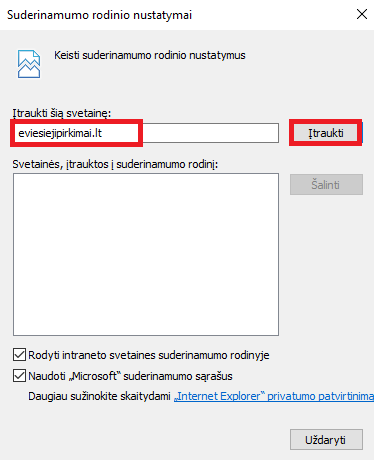 Suderinamumo rodinio nustatymai
Keisti suderinamumo rodinio nustatymus
Įtraukti šią svetainę:
eviesiejipirkimai.lt
Įtraukti
Svetainės, įtrauktos į suderinamumo rodinį:
Šalinti
Rodyti intraneto svetaines suderinamumo rodinyje
Naudoti „Microsoft“ suderinamumo sąrašus
Daugiau sužinokite skaitydami „Internet Explorer“ privatumo patvirtinima
Uždaryti